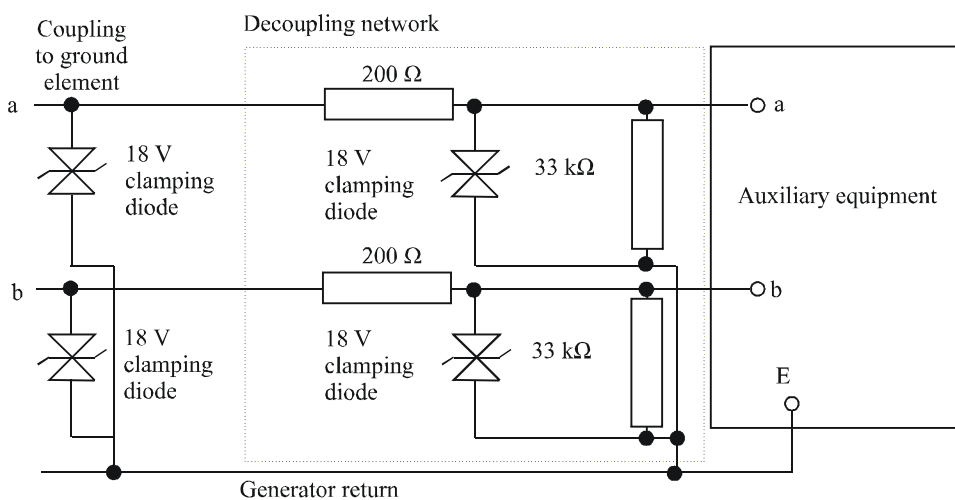 Decoupling network
Coupling
to ground
element
200 Ω
a
a
18 V
clamping
diode
18 V
clamping
diode
33 kΩ
Auxiliary equipment
200 Ω
b
b
18 V
clamping
diode
18 V
clamping
diode
33 kΩ
E
Generator return